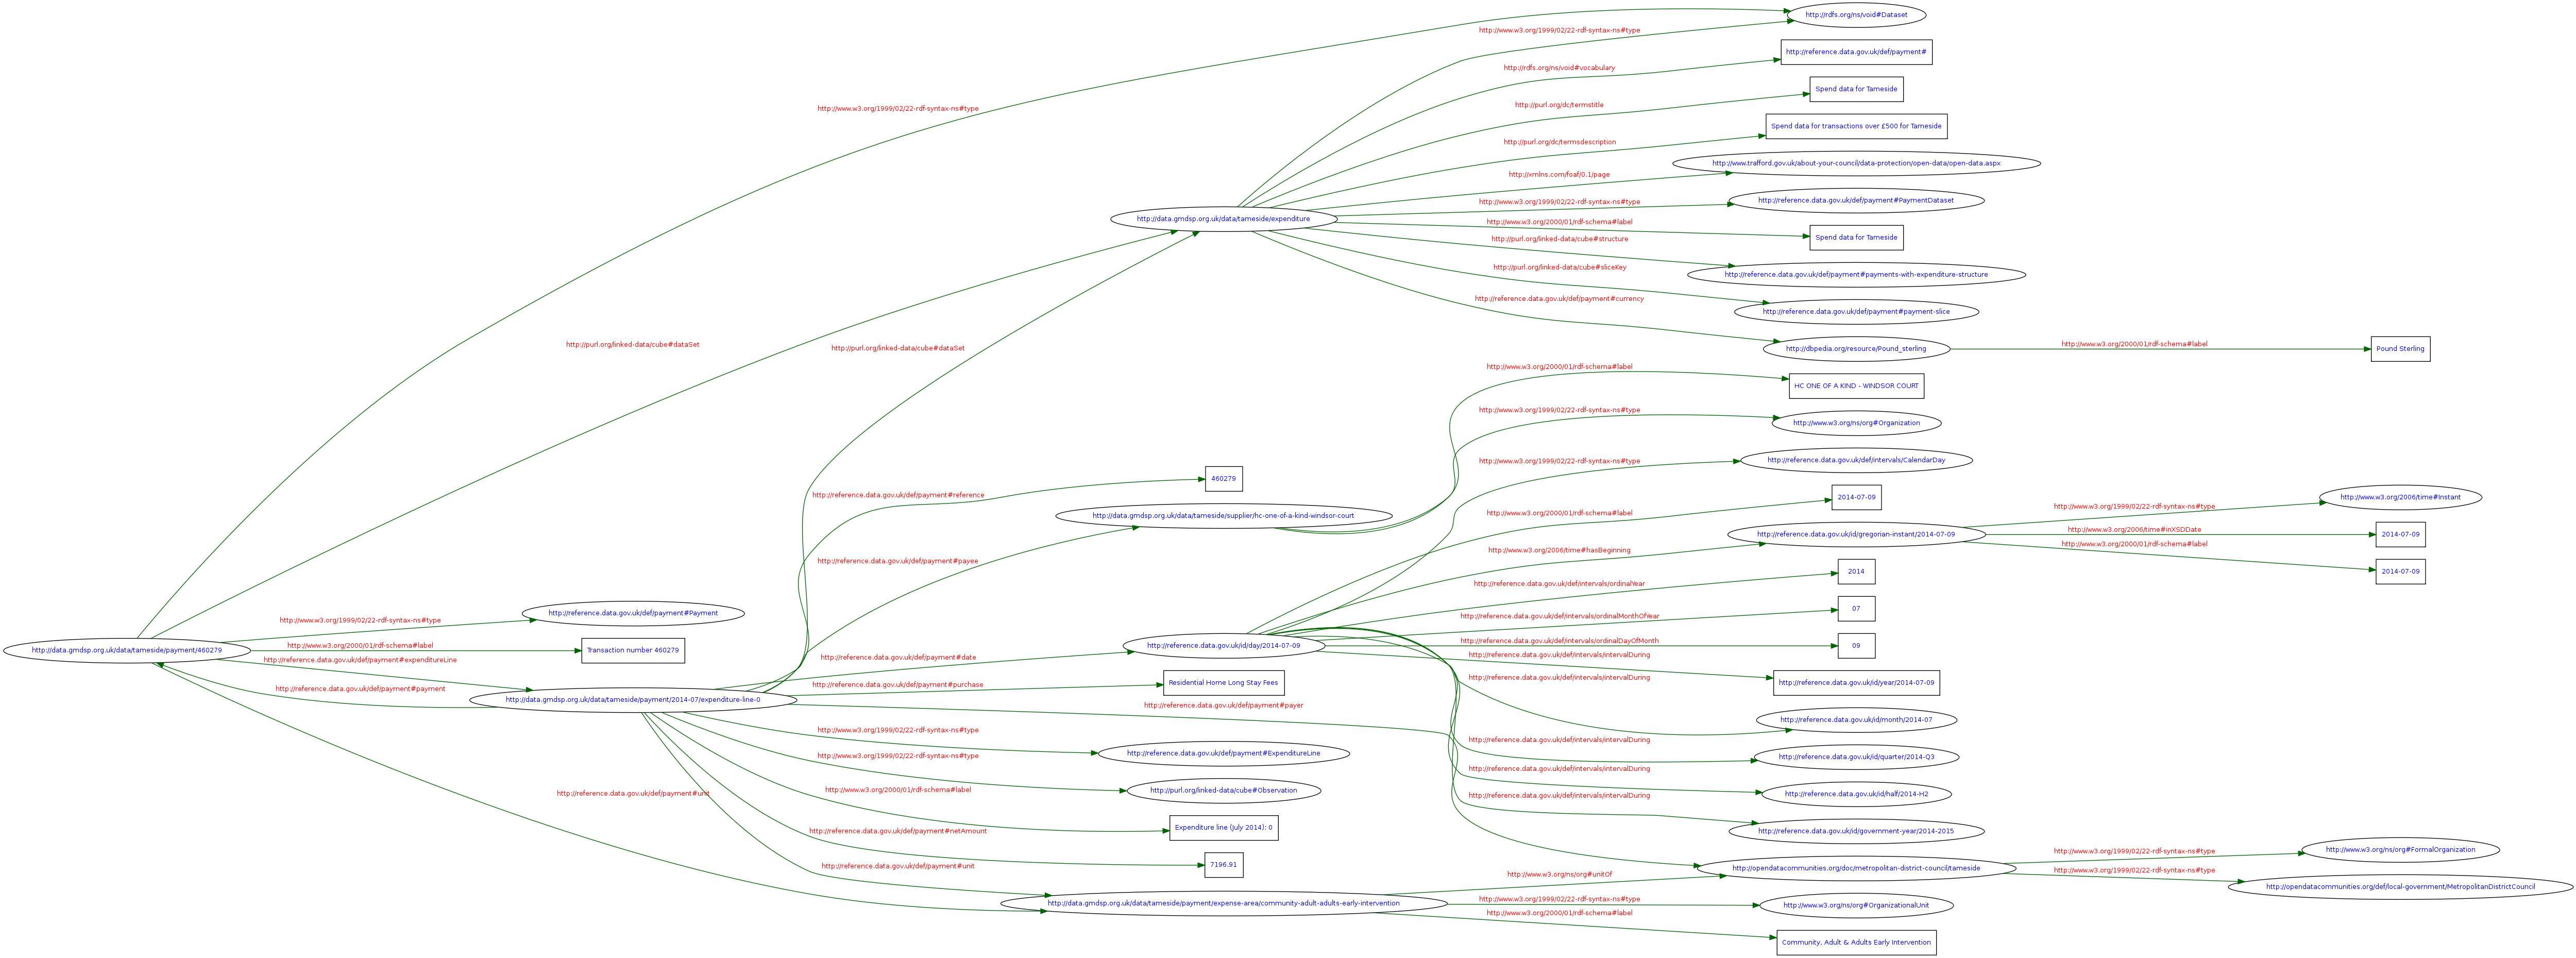 http://rdfs.org/ns/void#Dataset
http://www.w3.org/1999/02/22-rdf-syntax-ns#type
http://reference.data.gov.uk/def/payment#
http://rdfs.org/ns/void#vocabulary
Spend data for Tameside
http://purl.org/dc/termstitle
http://www.w3.org/1999/02/22-rdf-syntax-ns#type
Spend data for transactions over £500 for Tameside
http://purl.org/dc/termsdescription
http://www.trafford.gov.uk/about-your-council/data-protection/open-data/open-data.aspx
http://xmlns.com/foaf/0.1/page
http://www.w3.org/1999/02/22-rdf-syntax-ns#type
http://reference.data.gov.uk/def/payment#PaymentDataset
http://data.gmdsp.org.uk/data/tameside/expenditure
http://www.w3.org/2000/01/rdf-schema#label
Spend data for Tameside
http://purl.org/linked-data/cube#structure
http://reference.data.gov.uk/def/payment#payments-with-expenditure-structure
http://purl.org/linked-data/cube#sliceKey
http://reference.data.gov.uk/def/payment#currency
http://reference.data.gov.uk/def/payment#payment-slice
http://purl.org/linked-data/cube#dataSet
http://purl.org/linked-data/cube#dataSet
http://dbpedia.org/resource/Pound_sterling
http://www.w3.org/2000/01/rdf-schema#label
Pound Sterling
http://www.w3.org/2000/01/rdf-schema#label
HC ONE OF A KIND - WINDSOR COURT
http://www.w3.org/1999/02/22-rdf-syntax-ns#type
http://www.w3.org/ns/org#Organization
http://www.w3.org/1999/02/22-rdf-syntax-ns#type
http://reference.data.gov.uk/def/intervals/CalendarDay
460279
http://reference.data.gov.uk/def/payment#reference
2014-07-09
http://www.w3.org/2006/time#Instant
http://www.w3.org/1999/02/22-rdf-syntax-ns#type
http://data.gmdsp.org.uk/data/tameside/supplier/hc-one-of-a-kind-windsor-court
http://www.w3.org/2000/01/rdf-schema#label
http://www.w3.org/2006/time#inXSDDate
http://reference.data.gov.uk/id/gregorian-instant/2014-07-09
2014-07-09
http://www.w3.org/2006/time#hasBeginning
http://www.w3.org/2000/01/rdf-schema#label
http://reference.data.gov.uk/def/payment#payee
2014
2014-07-09
http://reference.data.gov.uk/def/intervals/ordinalYear
07
http://reference.data.gov.uk/def/payment#Payment
http://www.w3.org/1999/02/22-rdf-syntax-ns#type
http://reference.data.gov.uk/def/intervals/ordinalMonthOfYear
http://data.gmdsp.org.uk/data/tameside/payment/460279
http://www.w3.org/2000/01/rdf-schema#label
Transaction number 460279
http://reference.data.gov.uk/id/day/2014-07-09
http://reference.data.gov.uk/def/intervals/ordinalDayOfMonth
09
http://reference.data.gov.uk/def/payment#expenditureLine
http://reference.data.gov.uk/def/payment#date
http://reference.data.gov.uk/def/intervals/intervalDuring
http://reference.data.gov.uk/def/payment#payment
http://reference.data.gov.uk/def/payment#purchase
Residential Home Long Stay Fees
http://reference.data.gov.uk/def/intervals/intervalDuring
http://reference.data.gov.uk/id/year/2014-07-09
http://data.gmdsp.org.uk/data/tameside/payment/2014-07/expenditure-line-0
http://reference.data.gov.uk/def/payment#payer
http://reference.data.gov.uk/id/month/2014-07
http://www.w3.org/1999/02/22-rdf-syntax-ns#type
http://reference.data.gov.uk/def/intervals/intervalDuring
http://reference.data.gov.uk/def/payment#ExpenditureLine
http://www.w3.org/1999/02/22-rdf-syntax-ns#type
http://reference.data.gov.uk/id/quarter/2014-Q3
http://reference.data.gov.uk/def/intervals/intervalDuring
http://reference.data.gov.uk/def/payment#unit
http://www.w3.org/2000/01/rdf-schema#label
http://purl.org/linked-data/cube#Observation
http://reference.data.gov.uk/def/intervals/intervalDuring
http://reference.data.gov.uk/id/half/2014-H2
http://reference.data.gov.uk/def/payment#netAmount
Expenditure line (July 2014): 0
http://reference.data.gov.uk/id/government-year/2014-2015
http://reference.data.gov.uk/def/payment#unit
7196.91
http://www.w3.org/ns/org#unitOf
http://opendatacommunities.org/doc/metropolitan-district-council/tameside
http://www.w3.org/1999/02/22-rdf-syntax-ns#type
http://www.w3.org/ns/org#FormalOrganization
http://www.w3.org/1999/02/22-rdf-syntax-ns#type
http://opendatacommunities.org/def/local-government/MetropolitanDistrictCouncil
http://data.gmdsp.org.uk/data/tameside/payment/expense-area/community-adult-adults-early-intervention
http://www.w3.org/1999/02/22-rdf-syntax-ns#type
http://www.w3.org/ns/org#OrganizationalUnit
http://www.w3.org/2000/01/rdf-schema#label
Community, Adult & Adults Early Intervention